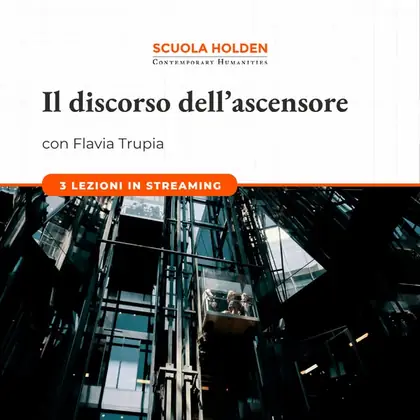 SCUOLA HOLDEN
CONTEMPORARY HUMANITIES
Il discorso dell’ascensore
con Flavia Trupia
3 LEZIONI IN STREAMING